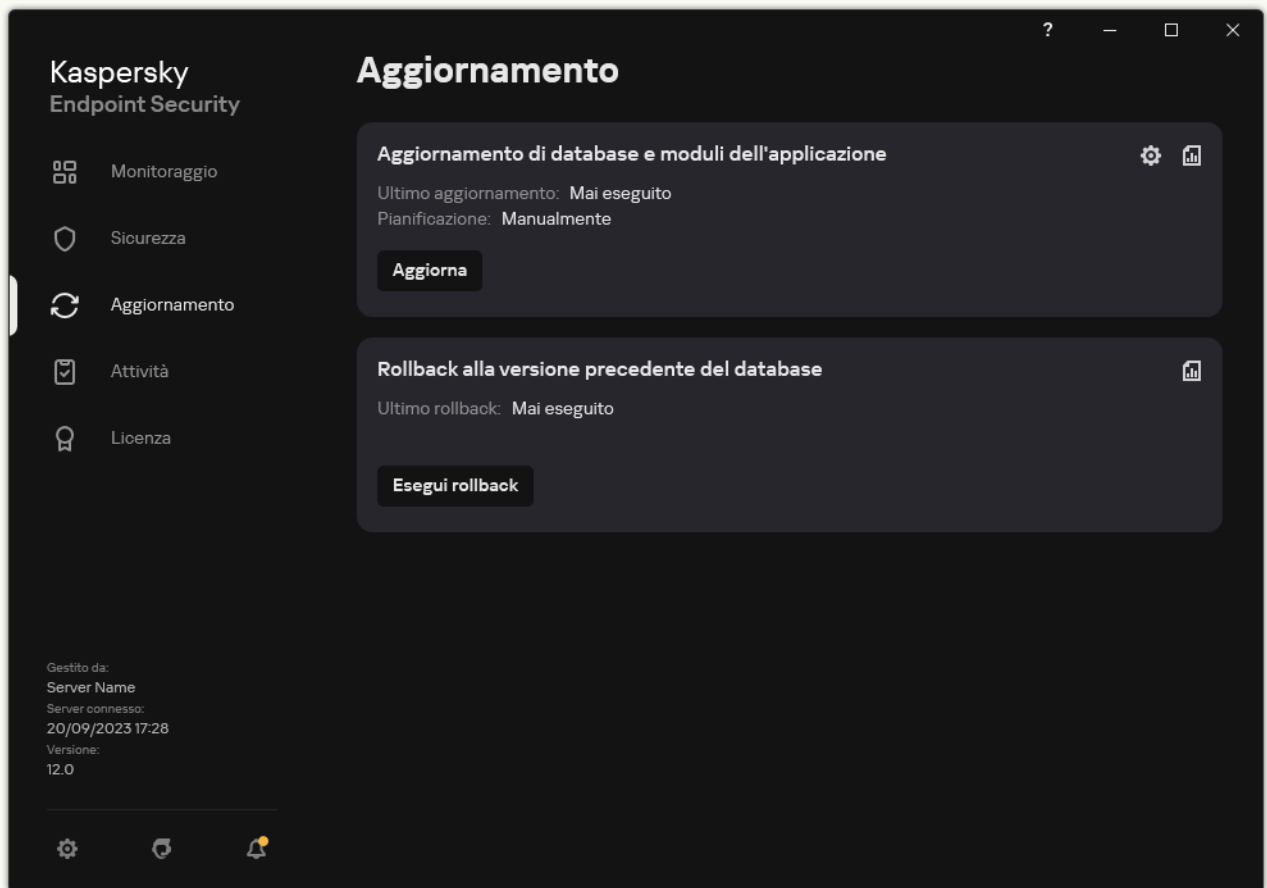 ?
Kaspersky
Endpoint Security
Monitoraggio
Sicurezza
Aggiornamento
Attività
Licenza
Gestito da:
Server Name
Server connesso:
20/09/2023 17:28
Versione:
12.0
Aggiornamento
Aggiornamento di database e moduli dell'applicazione
Ultimo aggiornamento: Mai eseguito
Pianificazione: Manualmente
Aggiorna
Rollback alla versione precedente del database
Ultimo rollback: Mai eseguito
Esegui rollback